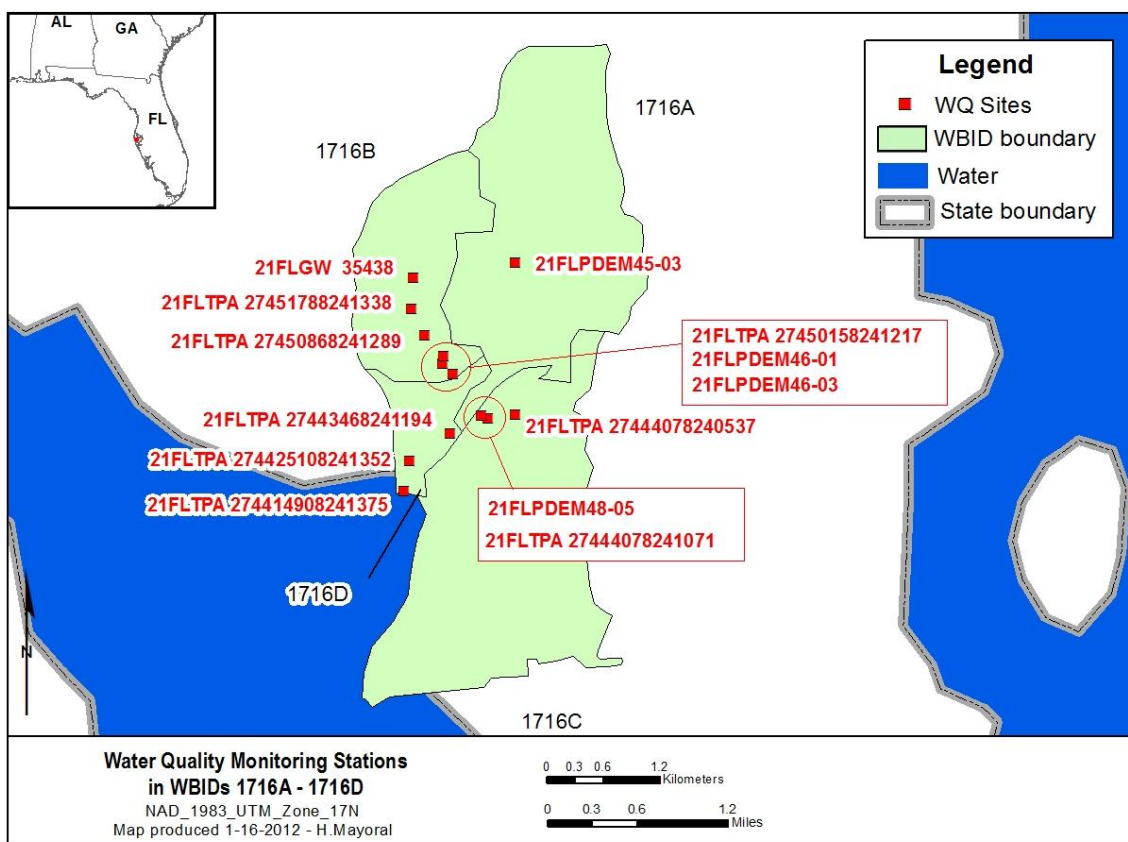 AL
GA
FL
1716A
1716B
Legend
WQ Sites
WBID boundary
Water
State boundary
21FLGW 35438
21FLPDEM45-03
21FLTPA 27451788241338
21FLTPA 27450868241289
21FLTPA 27450158241217
21FLPDEM46-01
21FLPDEM46-03
21FLTPA 27443468241194
21FLTPA 27444078240537
21FLTPA 274425108241352
21FLTPA 274414908241375
21FLPDEM48-05
21FLTPA 27444078241071
1716D
N
1716C
Water Quality Monitoring Stations
in WBIDs 1716A - 1716D
NAD_1983_UTM_Zone_17N
Map produced 1-16-2012 - H.Mayoral
0 0.3 0.6 1.2
Kilometers
0 0.3 0.6 1.2
Miles